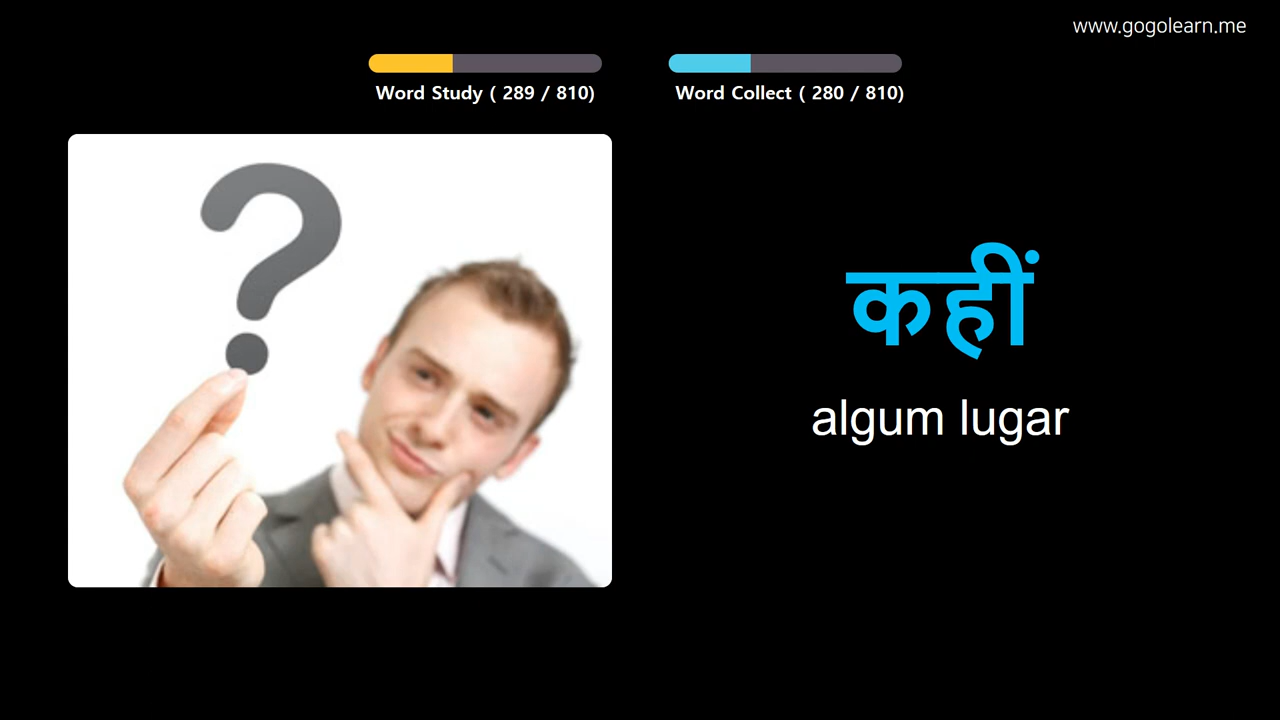 www.gogolearn.me
Word Study ( 289 / 810)
Word Collect ( 280 / 810)
?
कहीं
algum lugar